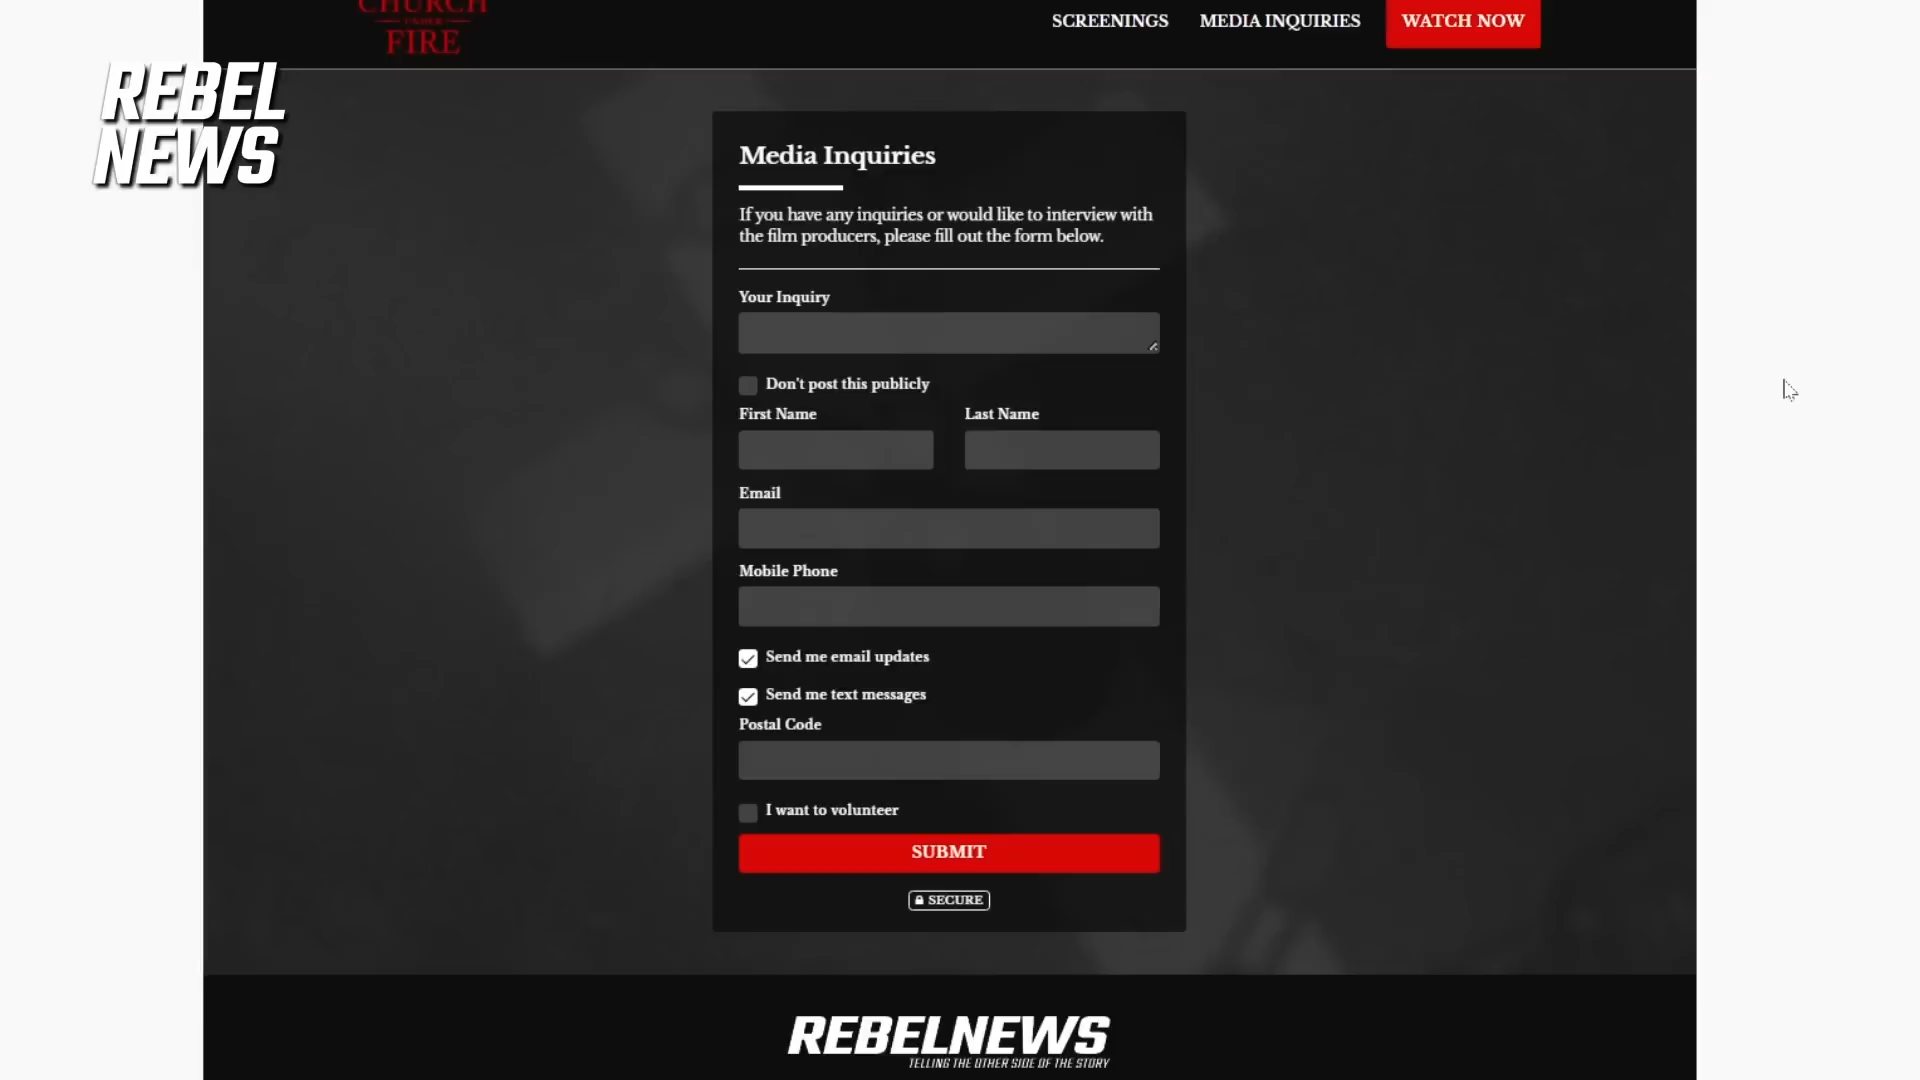 CHURCH
UNDER
FIRE
SCREENINGS
MEDIA INQUIRIES
WATCH NOW
REBEL
NEWS
Media Inquiries
If you have any inquiries or would like to interview with
the film producers, please fill out the form below.
Your Inquiry
Don't post this publicly
First Name
Last Name
Email
Mobile Phone
Send me email updates
Send me text messages
Postal Code
I want to volunteer
SUBMIT
SECURE
REBELNEWS
TELLING THE OTHER SIDE OF THE STORY